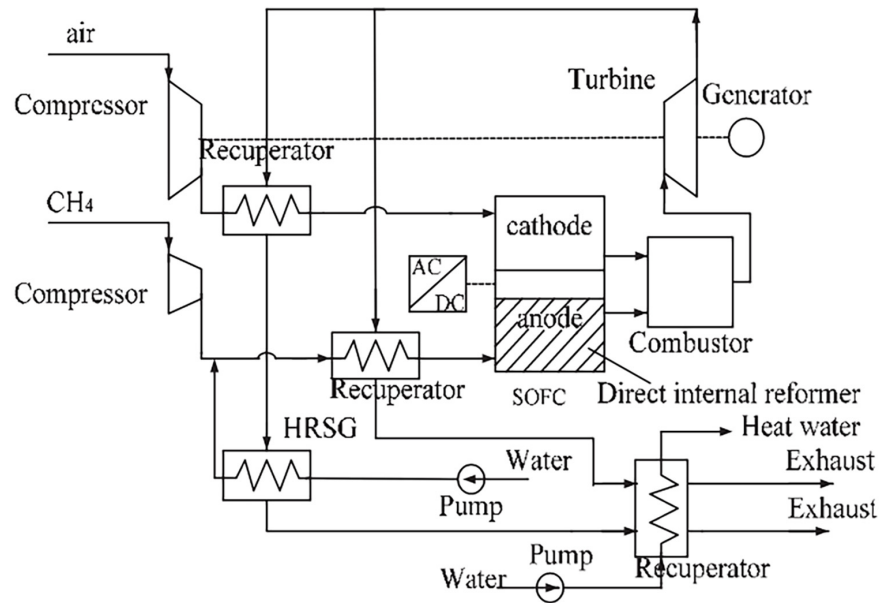 air
Turbine
Generator
Compressor
Recuperator
CH₄
cathode
AC
DC
Compressor
anode
Combustor
Recuperator
SOFC
Direct internal reformer
HRSG
Heat water
Water
Exhaust
Pump
Exhaust
Pump
Water
Recuperator